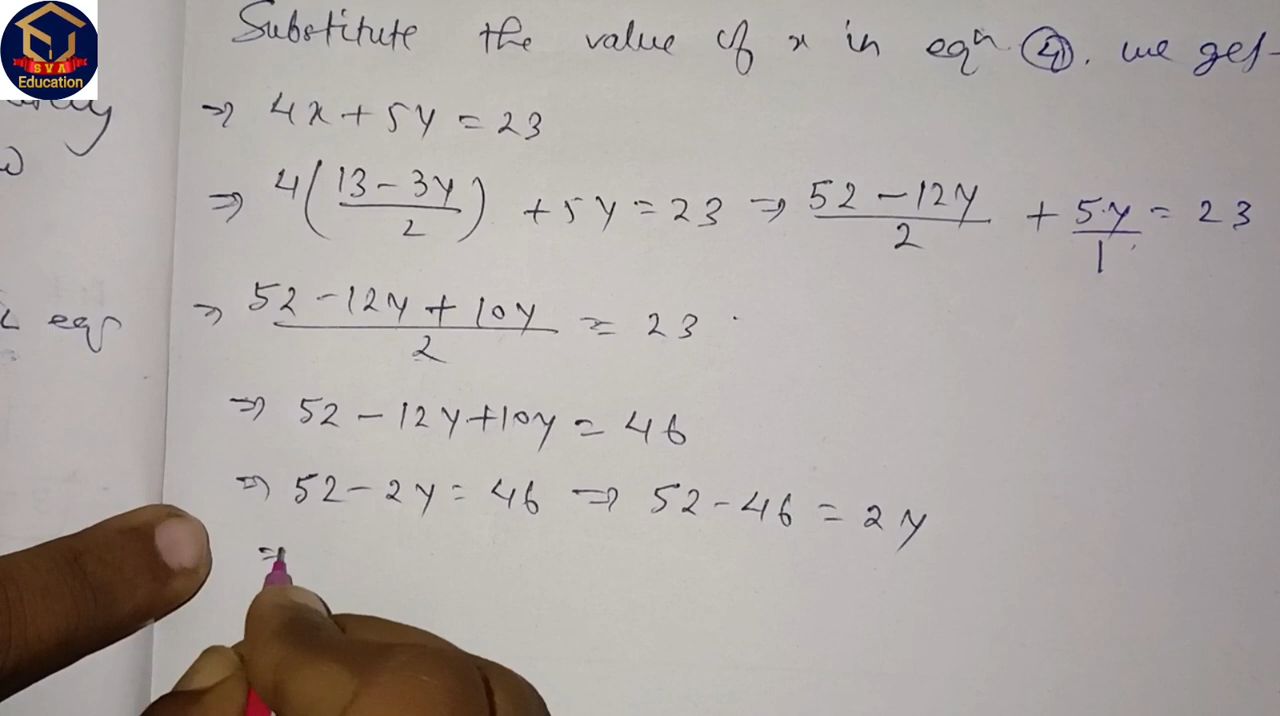 SVA
Education
Substitute the value of x in eqⁿ ④. we get-
⇒ 4x + 5y = 23
⇒ 4(13 - 3y / 2) + 5y = 23 ⇒ 52 - 12y / 2 + 5y / 1 = 23
eqs ⇒ 52 - 12y + 10y / 2 = 23
⇒ 52 - 12y + 10y = 46
⇒ 52 - 2y = 46 ⇒ 52 - 46 = 2y
⇒